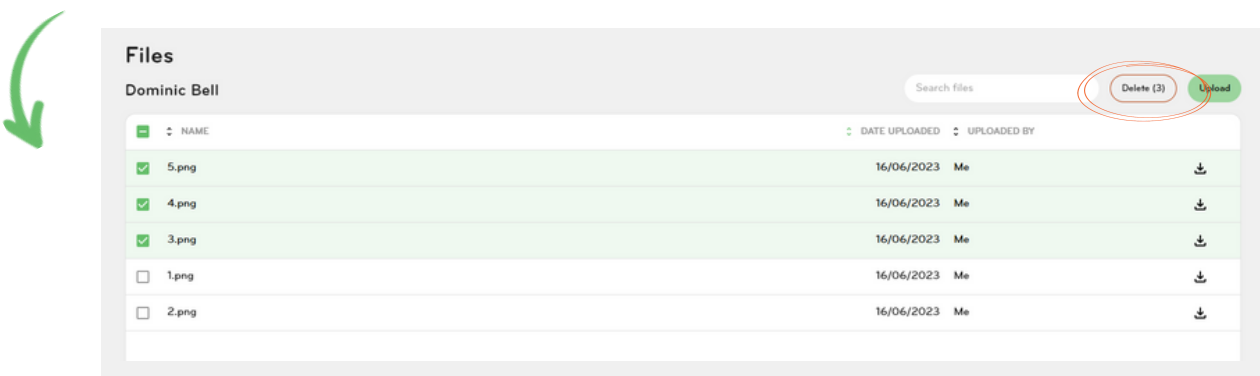 Files
Dominic Bell
Search files
Delete (3)
Upload
NAME DATE UPLOADED UPLOADED BY
5.png 16/06/2023 Me
4.png 16/06/2023 Me
3.png 16/06/2023 Me
1.png 16/06/2023 Me
2.png 16/06/2023 Me